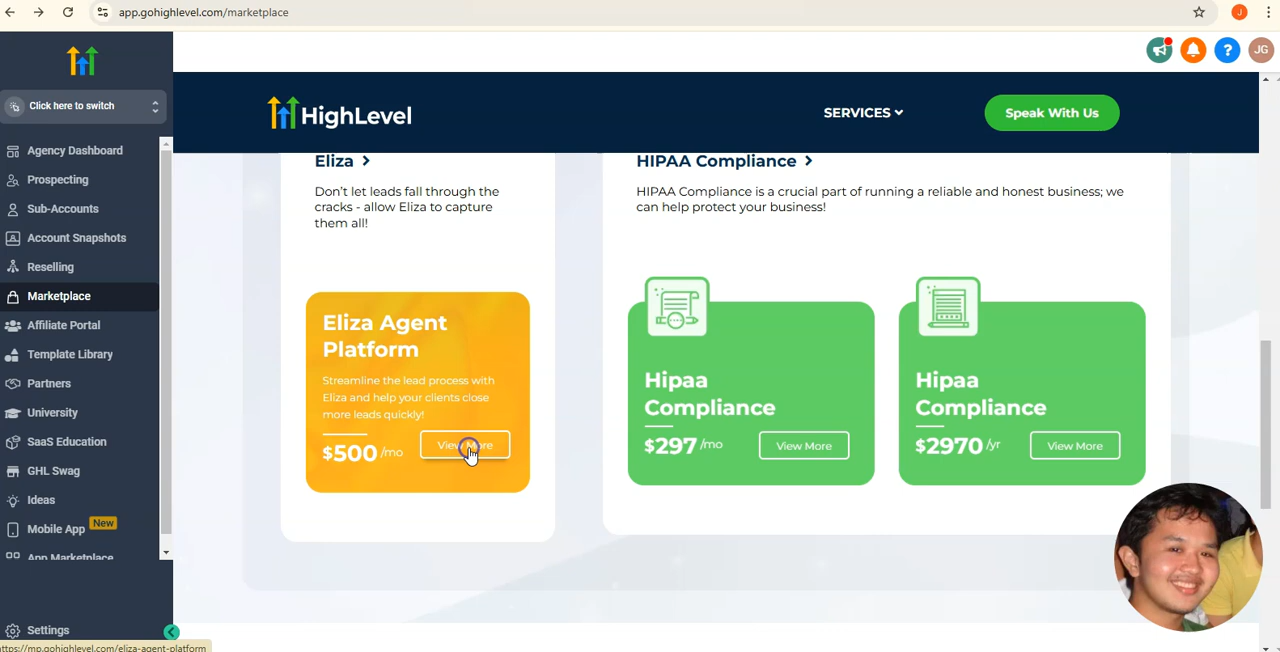 app.gohighlevel.com/marketplace
J
Click here to switch
JG
Agency Dashboard
Prospecting
Sub-Accounts
Account Snapshots
Reselling
Marketplace
Affiliate Portal
Template Library
Partners
University
SaaS Education
GHL Swag
Ideas
Mobile App New
App Marketplace
Settings
https://mp.gohighlevel.com/eliza-agent-platform
HighLevel
SERVICES
Speak With Us
Eliza >
Don't let leads fall through the
cracks - allow Eliza to capture
them all!
Eliza Agent
Platform
Streamline the lead process with
Eliza and help your clients close
more leads quickly!
$500 /mo
View More
HIPAA Compliance >
HIPAA Compliance is a crucial part of running a reliable and honest business; we
can help protect your business!
Hipaa
Compliance
$297 /mo
View More
Hipaa
Compliance
$2970 /yr
View More